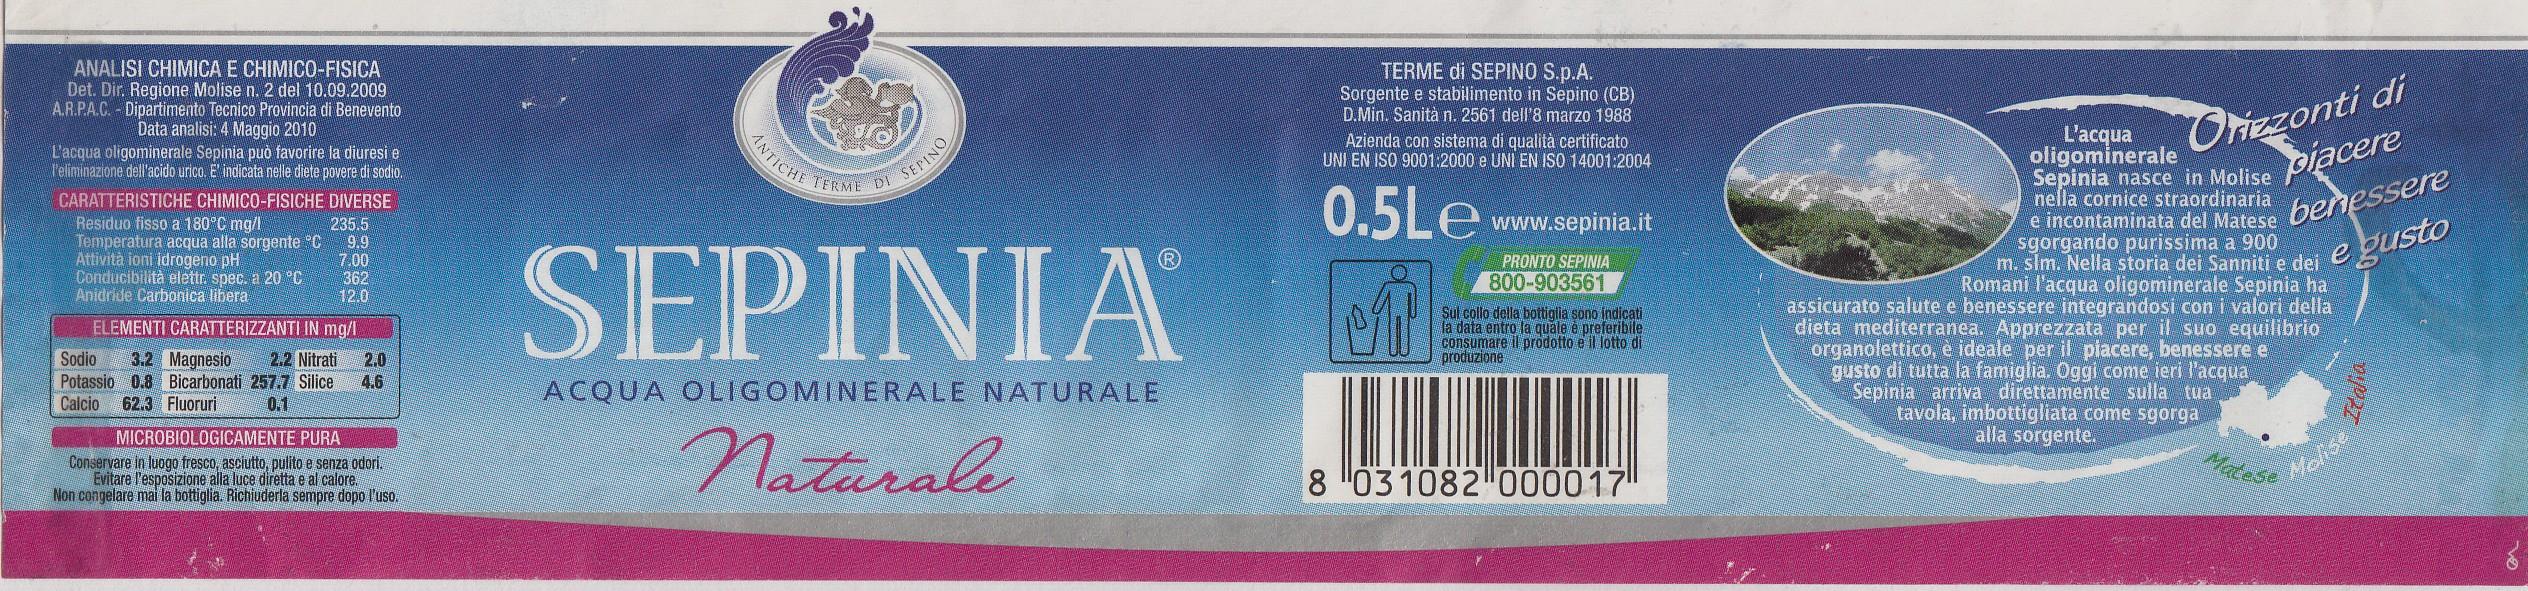 ANALISI CHIMICA E CHIMICO-FISICA
Det. Dir. Regione Molise n. 2 del 10.09.2009
A.R.P.A.C. - Dipartimento Tecnico Provincia di Benevento
Data analisi: 4 Maggio 2010
L'acqua oligominerale Sepinia può favorire la diuresi e
l'eliminazione dell'acido urico. E' indicata nelle diete povere di sodio.
CARATTERISTICHE CHIMICO-FISICHE DIVERSE
Residuo fisso a 180°C mg/l 235.5
Temperatura acqua alla sorgente °C 9.9
Attività ioni idrogeno pH 7.00
Conducibilità elettr. spec. a 20 °C 362
Anidride Carbonica libera 12.0
ELEMENTI CARATTERIZZANTI IN mg/l
Sodio 3.2 Magnesio 2.2 Nitrati 2.0
Potassio 0.8 Bicarbonati 257.7 Silice 4.6
Calcio 62.3 Fluoruri 0.1
MICROBIOLOGICAMENTE PURA
Conservare in luogo fresco, asciutto, pulito e senza odori.
Evitare l'esposizione alla luce diretta e al calore.
Non congelare mai la bottiglia. Richiuderla sempre dopo l'uso.
ANTICHE TERME DI SEPINO
SEPINIA®
ACQUA OLIGOMINERALE NATURALE
Naturale
TERME di SEPINO S.p.A.
Sorgente e stabilimento in Sepino (CB)
D.Min. Sanità n. 2561 dell'8 marzo 1988
Azienda con sistema di qualità certificato
UNI EN ISO 9001:2000 e UNI EN ISO 14001:2004
0.5L e www.sepinia.it
PRONTO SEPINIA
800-903561
Sul collo della bottiglia sono indicati
la data entro la quale è preferibile
consumare il prodotto e il lotto di
produzione
8 031082 000017
Orizzonti di
piacere
benessere
e gusto
L'acqua
oligominerale
Sepinia nasce in Molise
nella cornice straordinaria
e incontaminata del Matese
sgorgando purissima a 900
m. slm. Nella storia dei Sanniti e dei
Romani l'acqua oligominerale Sepinia ha
assicurato salute e benessere integrandosi con i valori della
dieta mediterranea. Apprezzata per il suo equilibrio
organolettico, è ideale per il piacere, benessere e
gusto di tutta la famiglia. Oggi come ieri l'acqua
Sepinia arriva direttamente sulla tua
tavola, imbottigliata come sgorga
alla sorgente.
Matese Molise Italia